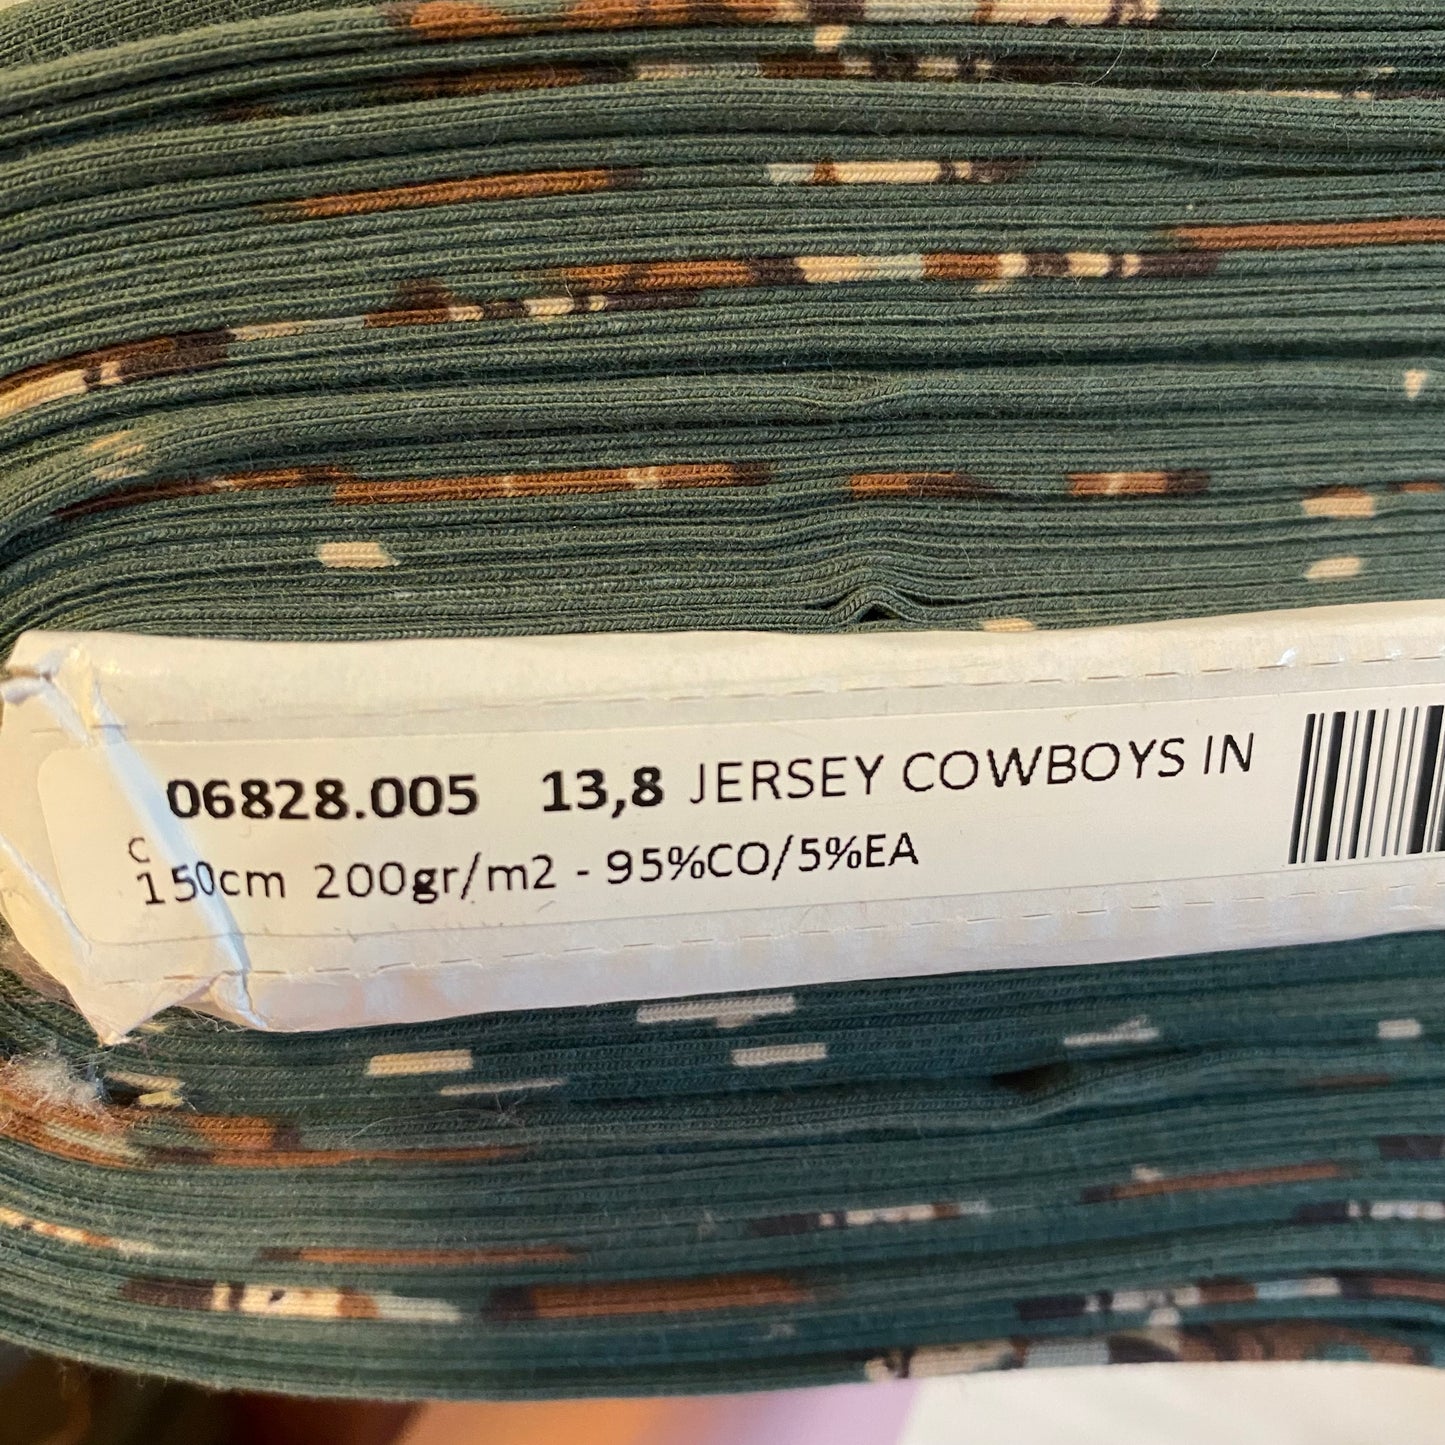 06828.005 13,8 JERSEY COWBOYS IN
C
150cm 200gr/m2 - 95%CO/5%EA